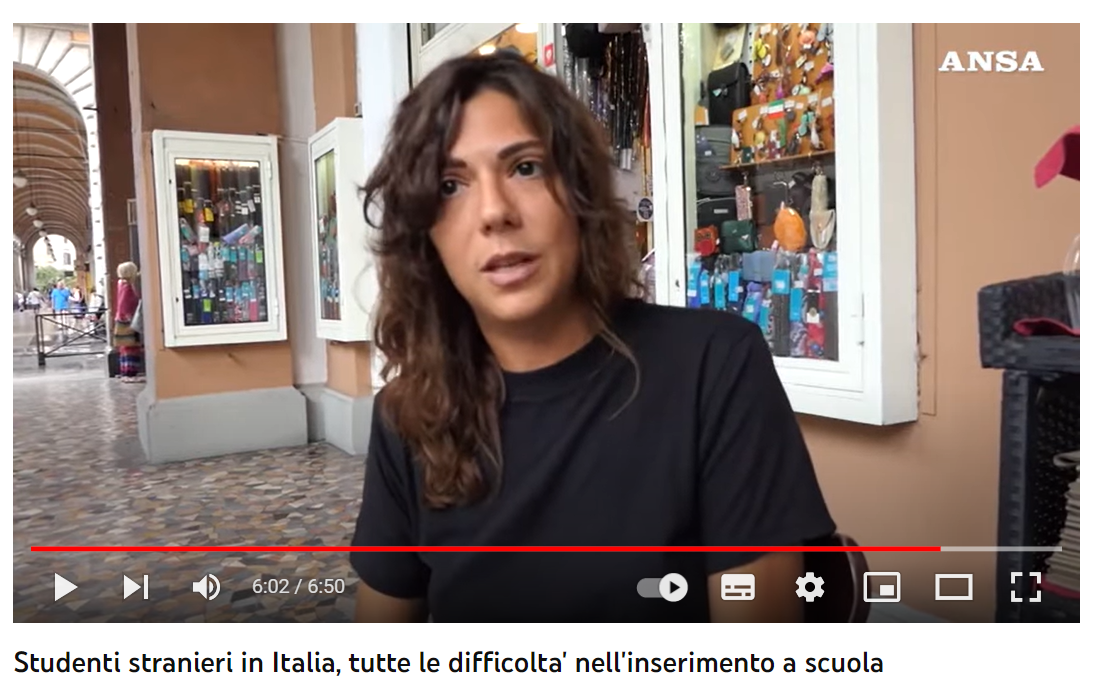 ANSA
6:02 / 6:50
Studenti stranieri in Italia, tutte le difficolta' nell'inserimento a scuola